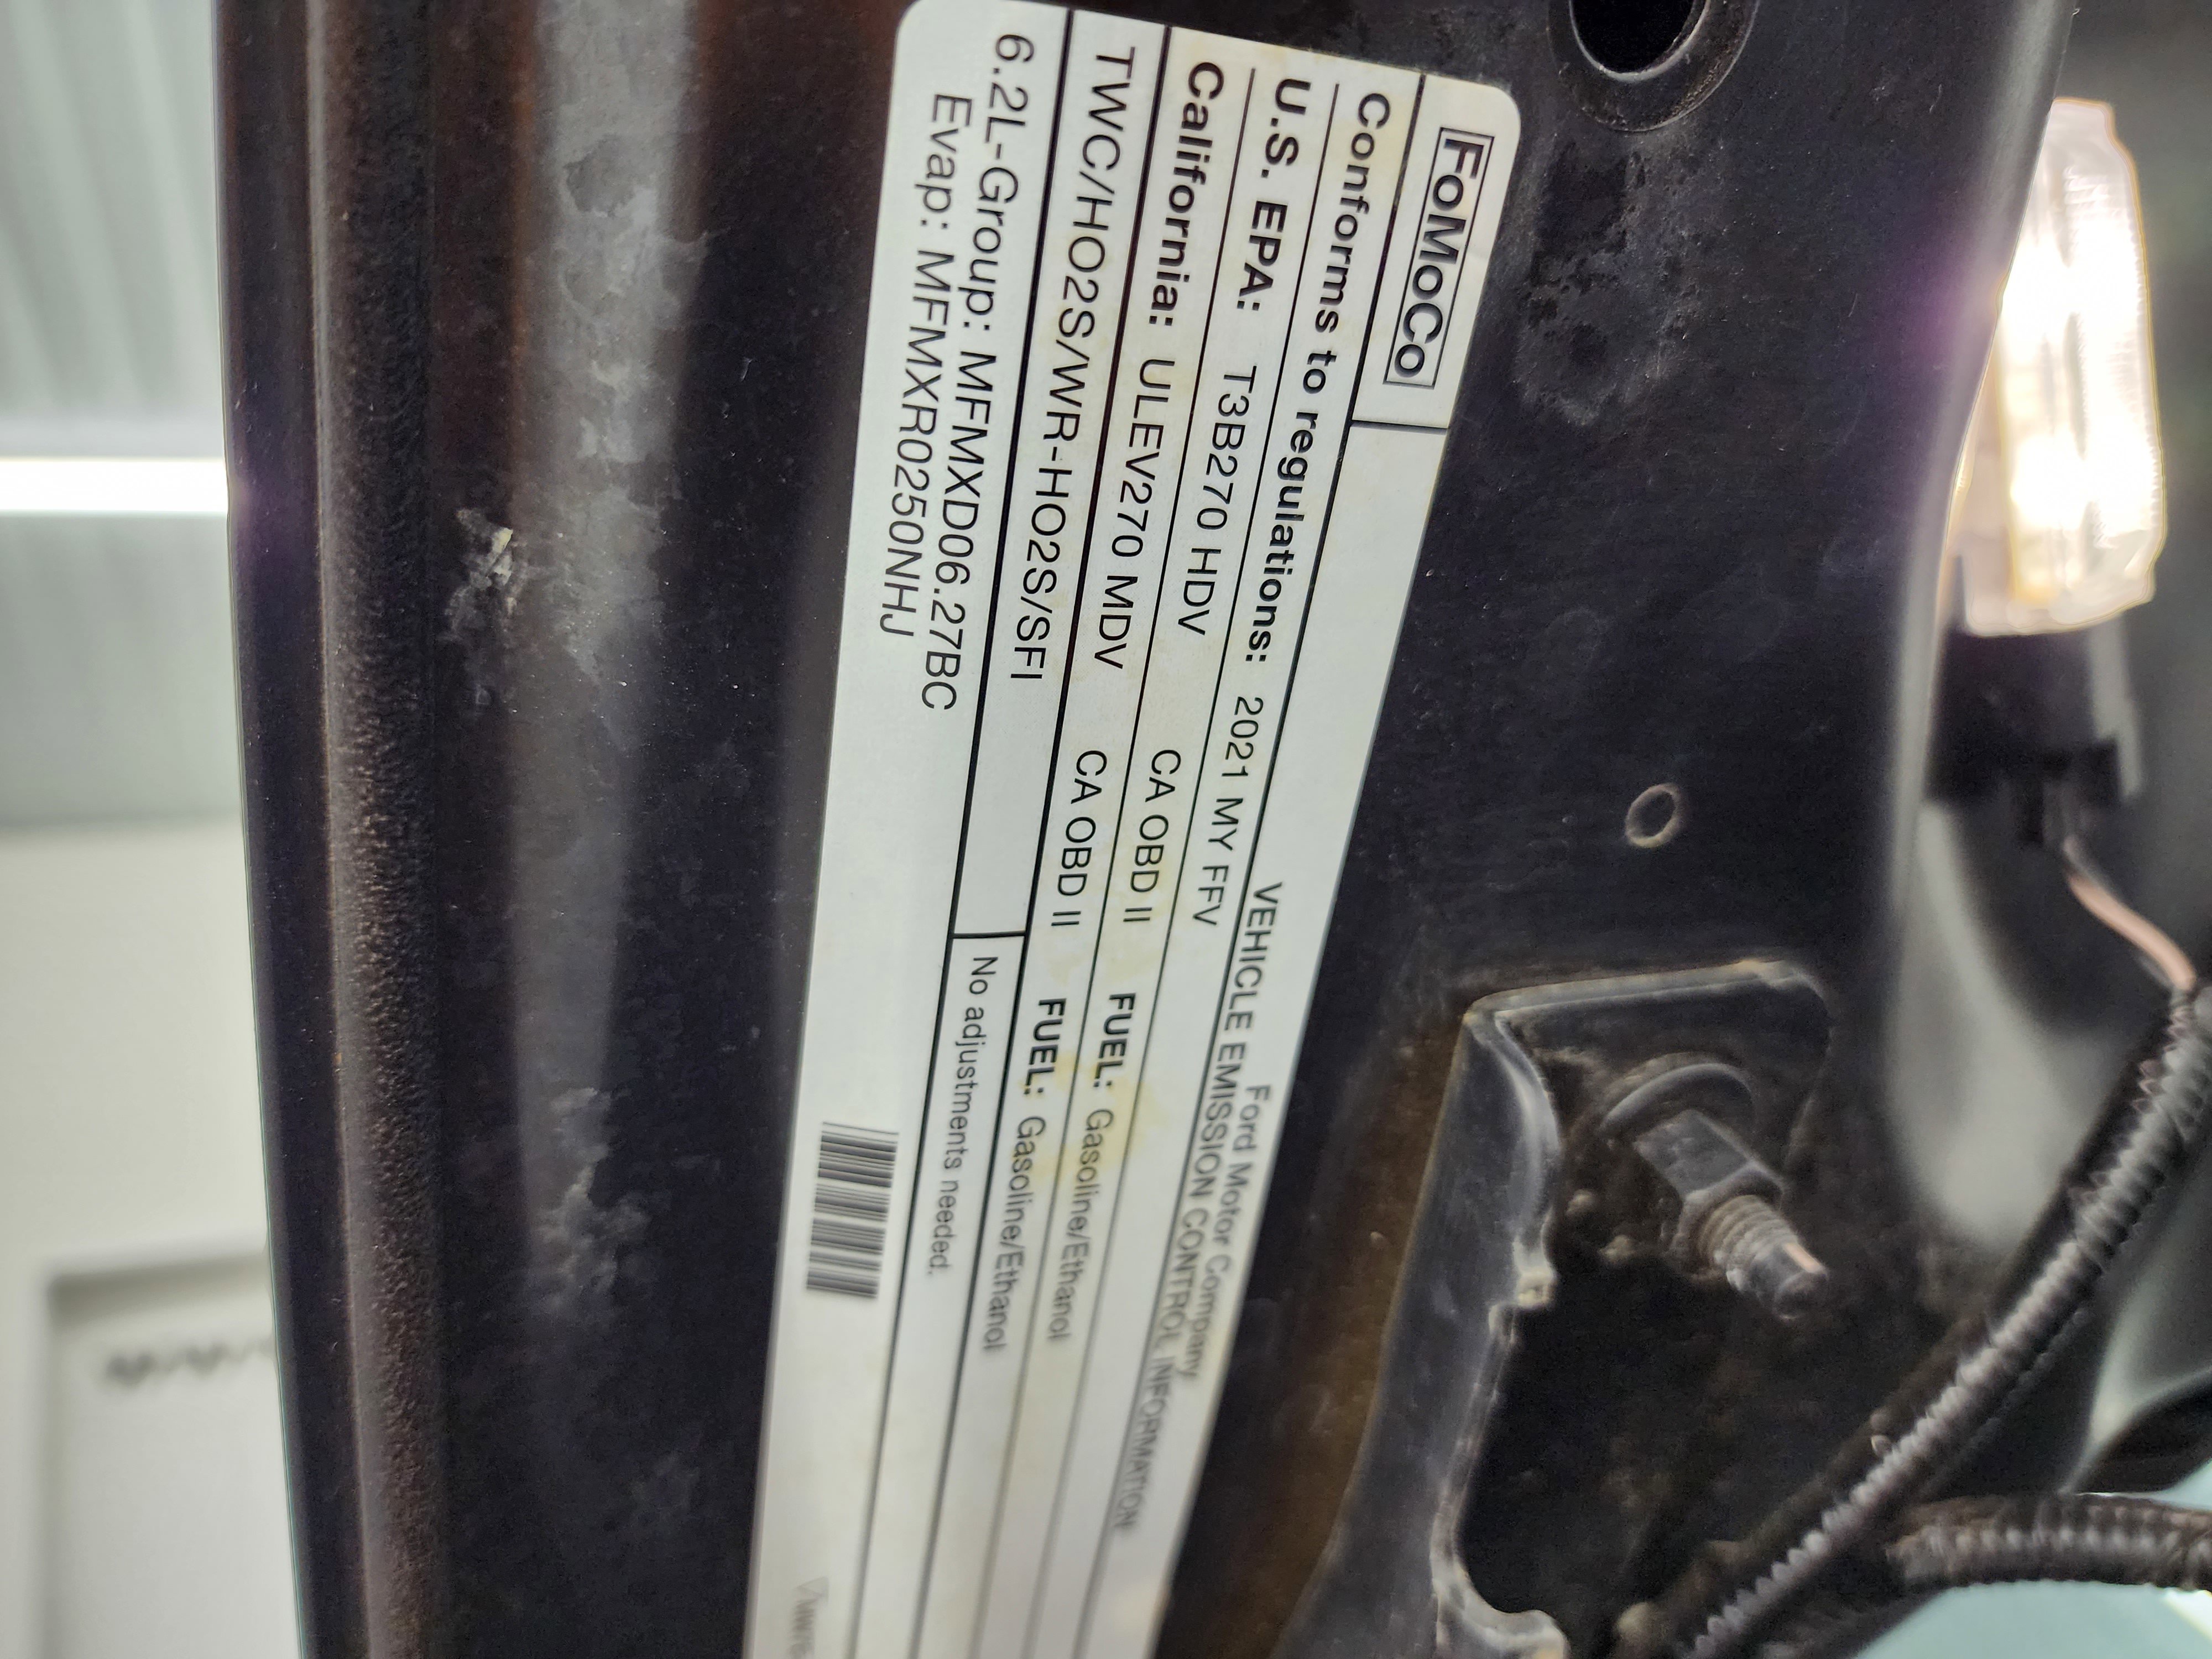 FoMoCo
Ford Motor Company
VEHICLE EMISSION CONTROL INFORMATION
Conforms to regulations: 2021 MY FFV
U.S. EPA: T3B270 HDV CA OBD II FUEL: Gasoline/Ethanol
California: ULEV270 MDV CA OBD II FUEL: Gasoline/Ethanol
TWC/HO2S/WR-HO2S/SFI
No adjustments needed.
6.2L-Group: MFMXD06.27BC
Evap: MFMXR0250NHJ